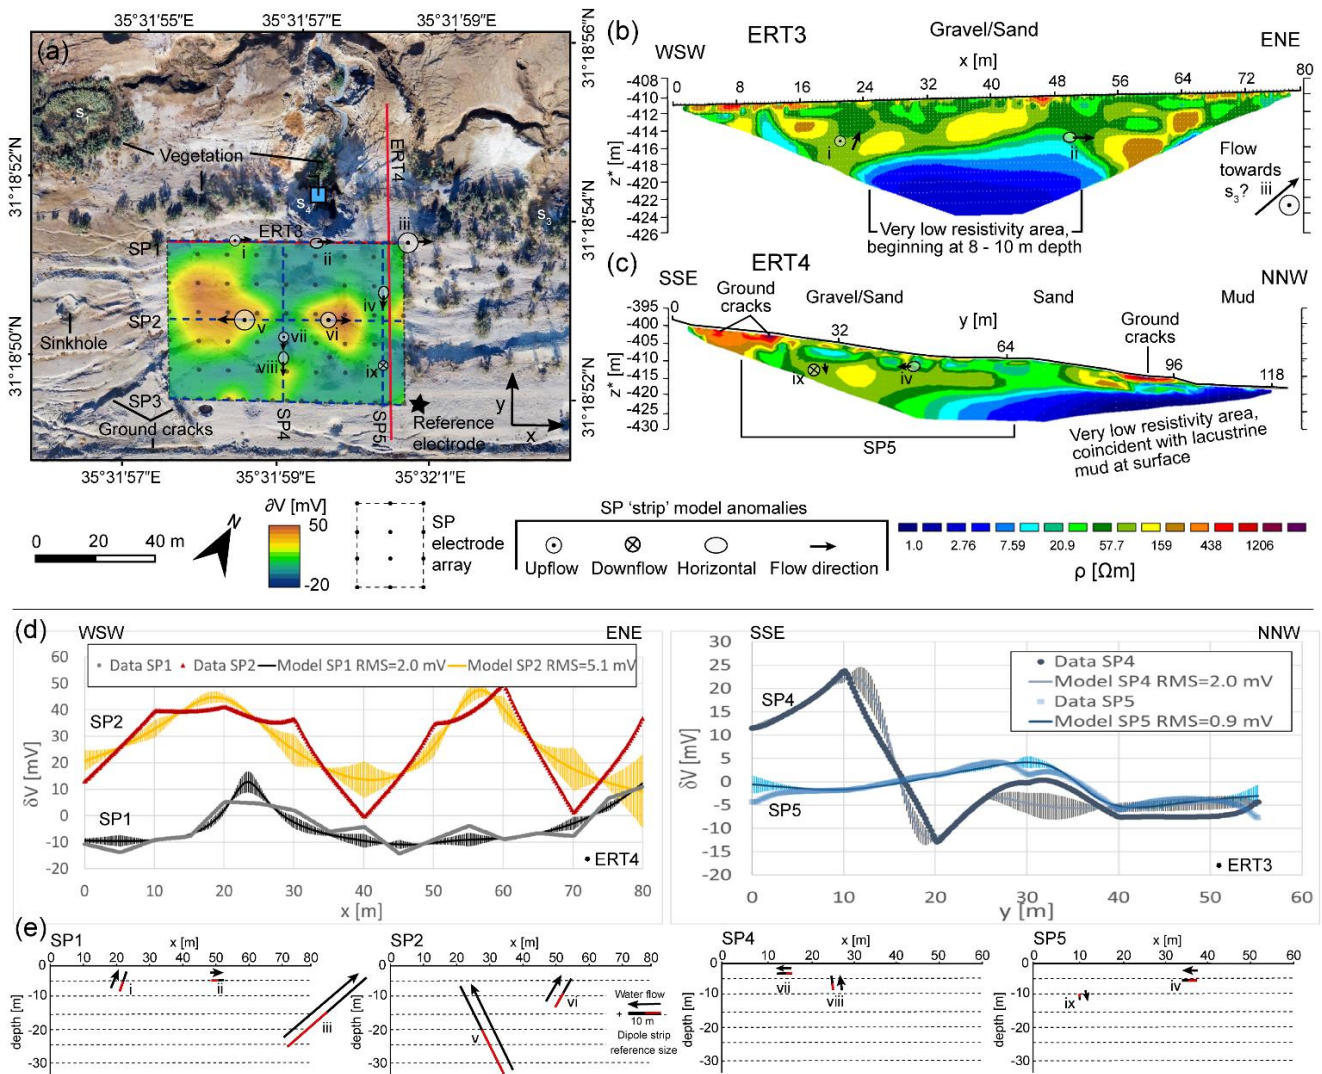 35°31'55"E
35°31'57"E
35°31'59"E
31°18'56"N
(a)
s₁
Vegetation
ERT4
31°18'52"N
s₄
s₃
31°18'54"N
ERT3
iii
SP1
i
ii
iv
SP2
v
vi
vii
viii
ix
Sinkhole
31°18'50"N
SP3
Ground cracks
SP4
SP5
Reference
electrode
y
x
31°18'52"N
35°31'57"E
35°31'59"E
35°32'1"E
(b)
ERT3
Gravel/Sand
WSW
ENE
x [m]
0 8 16 24 32 40 48 56 64 72 80
z* [m]
-408
-410
-414
-416
-420
-422
-424
-426
i
ii
Flow
towards
s₃?
iii
Very low resistivity area,
beginning at 8 - 10 m depth
(c)
ERT4
SSE
NNW
Ground
cracks
Gravel/Sand
Sand
Mud
y [m]
0
32
64
96
118
Ground
cracks
z* [m]
-395
-400
-405
-410
-415
-420
-425
-430
ix
iv
SP5
Very low resistivity area,
coincident with lacustrine
mud at surface
N
0 20 40 m
∂V [mV]
50
-20
SP
electrode
array
SP 'strip' model anomalies
Upflow
Downflow
Horizontal
Flow direction
1.0 2.76 7.59 20.9 57.7 159 438 1206
ρ [Ωm]
(d)
WSW
ENE
Data SP1
Data SP2
Model SP1 RMS=2.0 mV
Model SP2 RMS=5.1 mV
δV [mV]
60
50
40
30
20
10
0
-10
-20
SP2
SP1
ERT4
0 10 20 30 40 50 60 70 80
x [m]
SSE
NNW
Data SP4
Model SP4 RMS=2.0 mV
Data SP5
Model SP5 RMS=0.9 mV
δV [mV]
30
25
20
15
10
5
0
-5
-10
-15
-20
SP4
SP5
ERT3
0 10 20 30 40 50 60
y [m]
(e)
SP1
x [m]
0 10 20 30 40 50 60 70 80
depth [m]
0
-10
-20
-30
i
ii
iii
SP2
x [m]
0 10 20 30 40 50 60 70 80
depth [m]
0
-10
-20
-30
v
vi
Water flow
+ -
10 m
Dipole strip
reference size
SP4
x [m]
0 10 20 30 40 50 60
depth [m]
0
-10
-20
-30
vii
viii
SP5
x [m]
0 10 20 30 40 50 60
depth [m]
0
-10
-20
-30
ix
iv